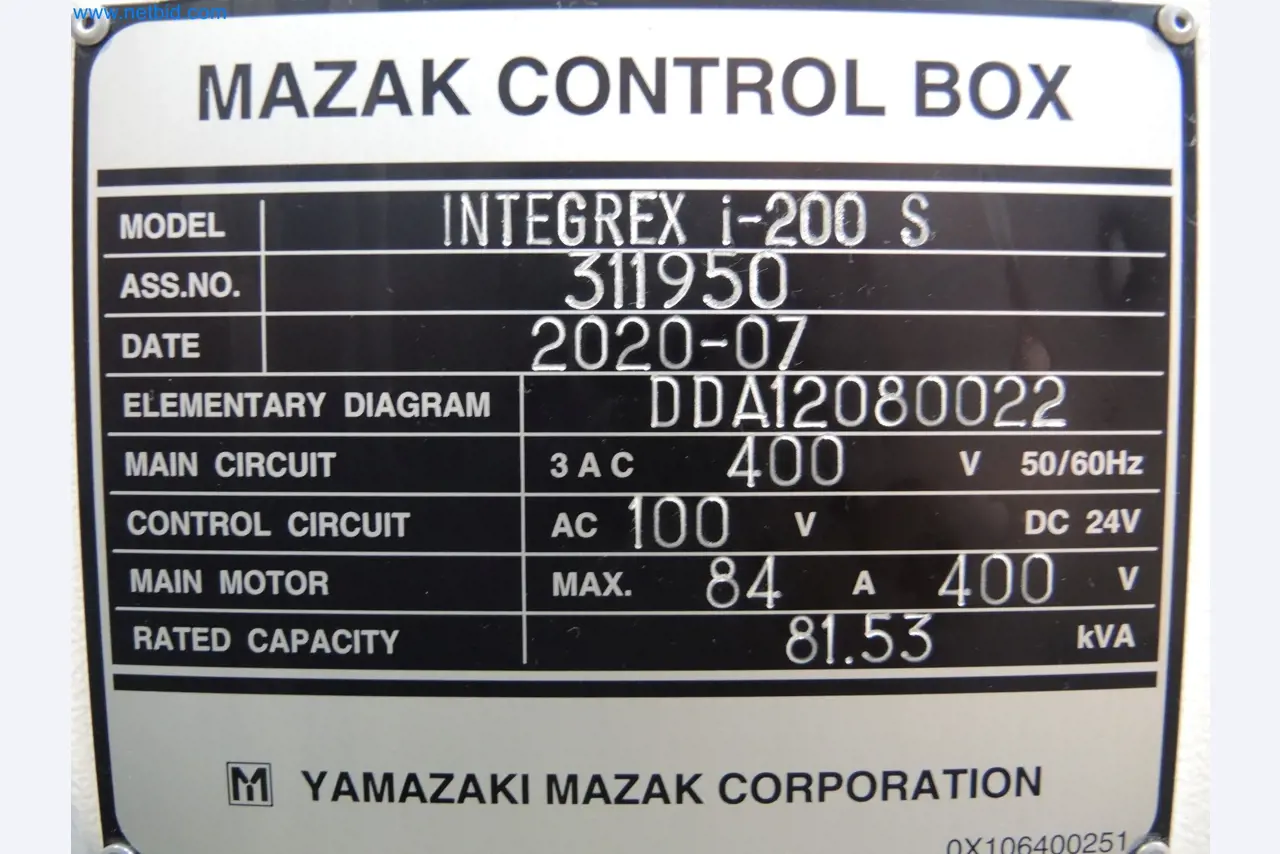 www.netbid.com
MAZAK CONTROL BOX
MODEL INTEGREX i-200 S
ASS.NO. 311950
DATE 2020-07
ELEMENTARY DIAGRAM DDA12080022
MAIN CIRCUIT 3 A C 400 V 50/60Hz
CONTROL CIRCUIT AC 100 V DC 24V
MAIN MOTOR MAX. 84 A 400 V
RATED CAPACITY 81.53 kVA
M YAMAZAKI MAZAK CORPORATION
0X106400251